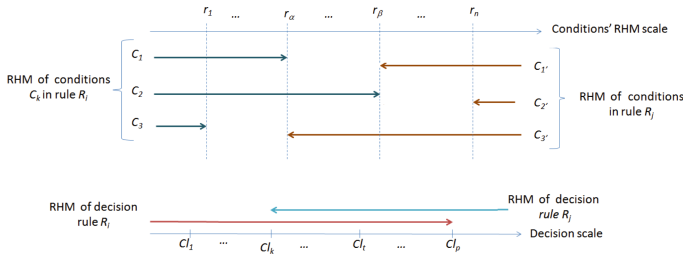 r1 ... rα ... rβ ... rn
Conditions' RHM scale
RHM of conditions
Ck in rule Ri
C1
C2
C3
C1'
C2'
C3'
RHM of conditions
in rule Rj
RHM of decision
rule Ri
RHM of decision
rule Rj
Decision scale
Cl1 ... Clk ... Clt ... Clp